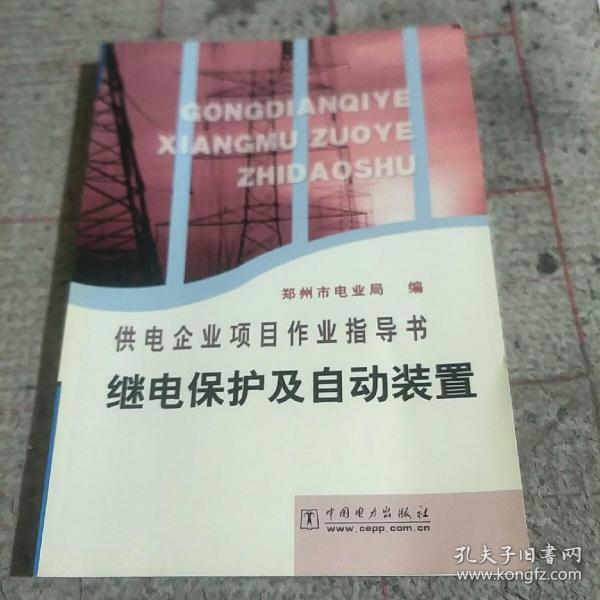 GONGDIANQIYE
XIANGMU ZUOYE
ZHIDAOSHU
郑州市电业局 编
供电企业项目作业指导书
继电保护及自动装置
中国电力出版社
www.cepp.com.cn
孔夫子旧书网
www.kongfz.com